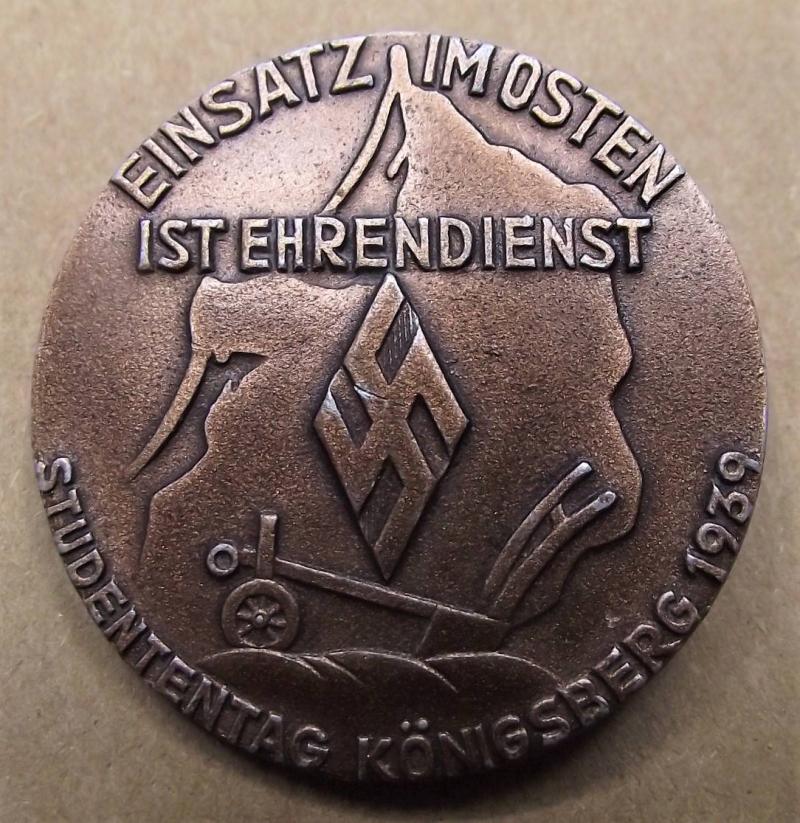 EINSATZ IM OSTEN
IST EHRENDIENST
STUDENTENTAG KÖNIGSBERG 1939